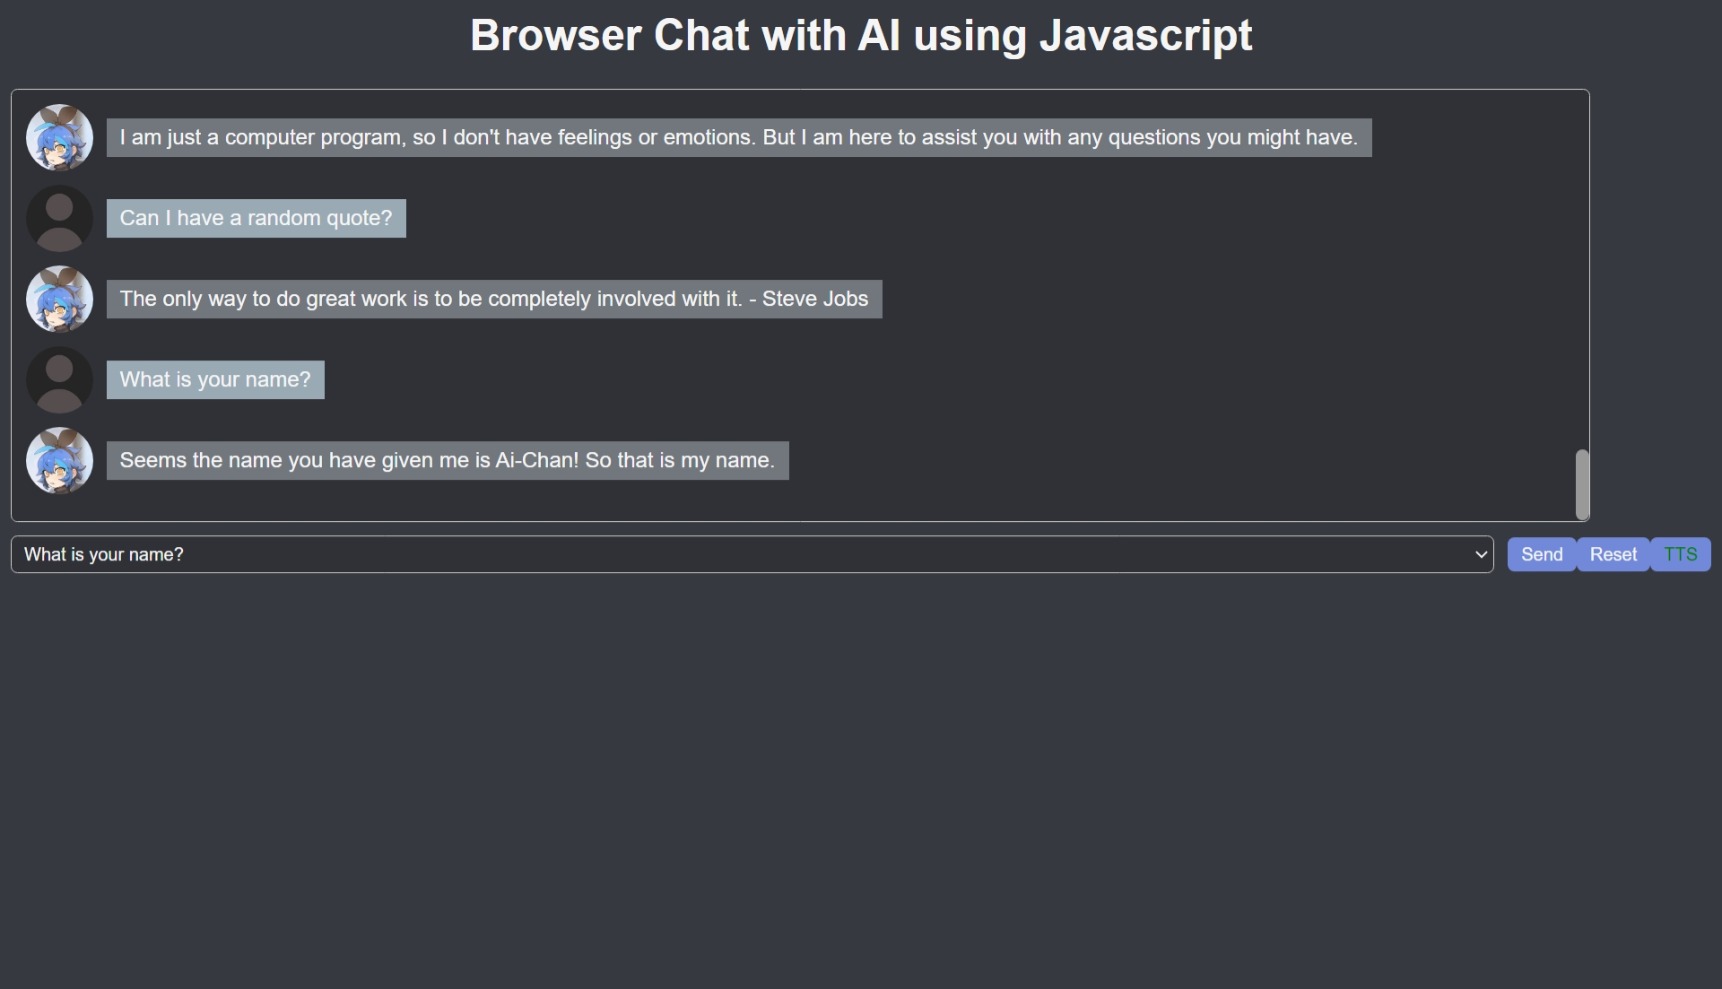 Browser Chat with AI using Javascript
I am just a computer program, so I don't have feelings or emotions. But I am here to assist you with any questions you might have.
Can I have a random quote?
The only way to do great work is to be completely involved with it. - Steve Jobs
What is your name?
Seems the name you have given me is Ai-Chan! So that is my name.
What is your name?
Send
Reset
TTS